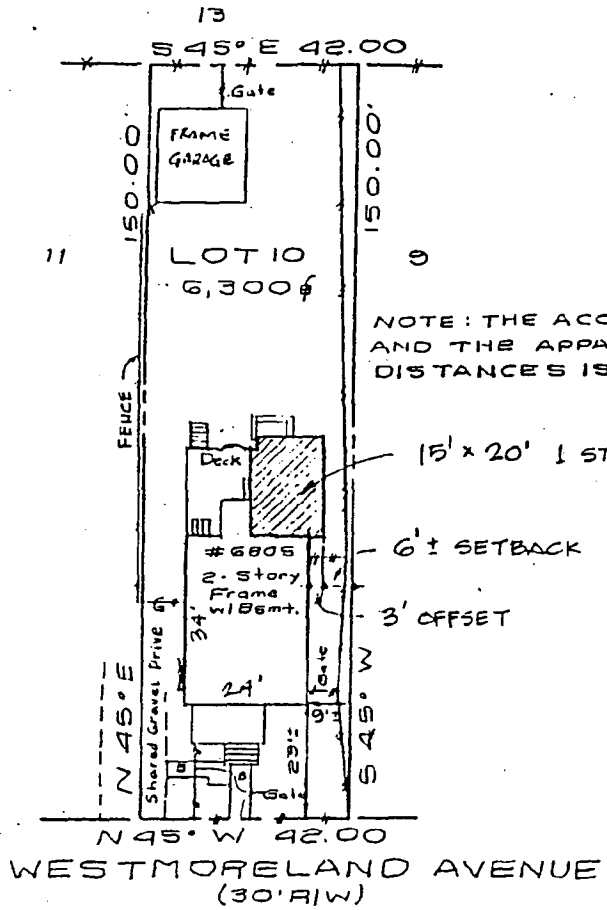 13
S 45° E 42.00
Gate
FRAME
GARAGE
150.00
150.00'
11
LOT 10
9
6,300
NOTE: THE ACC
AND THE APPA
DISTANCES IS
FENCE
15' x 20' 1 ST
Deck
#6805
2-Story
Frame
w/Bsmt.
6'± SETBACK
3' OFFSET
34'
24'
Gate
9'±
29'±
Shared Gravel Drive
N 45° E
S 45° W
Gate
N 45° W 42.00
WESTMORELAND AVENUE
(30' R/W)